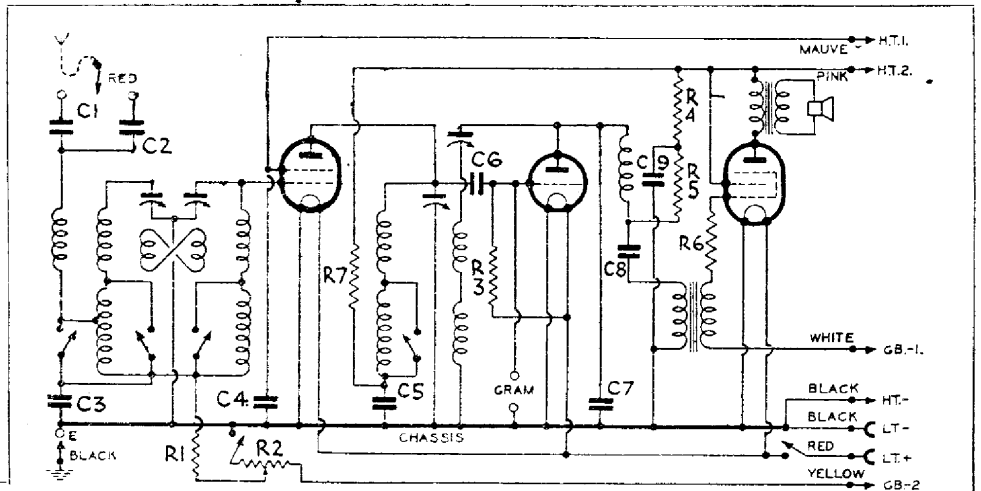 MAUVE H.T.1.
RED
PINK H.T.2.
C1
R4
C2
C6
C9
R5
R6
R7
R3
C8
WHITE GB.-1.
C3
C4
C5
GRAM
C7
BLACK HT.-
CHASSIS
BLACK LT.-
E
R1
R2
RED LT.+
BLACK
YELLOW GB-2